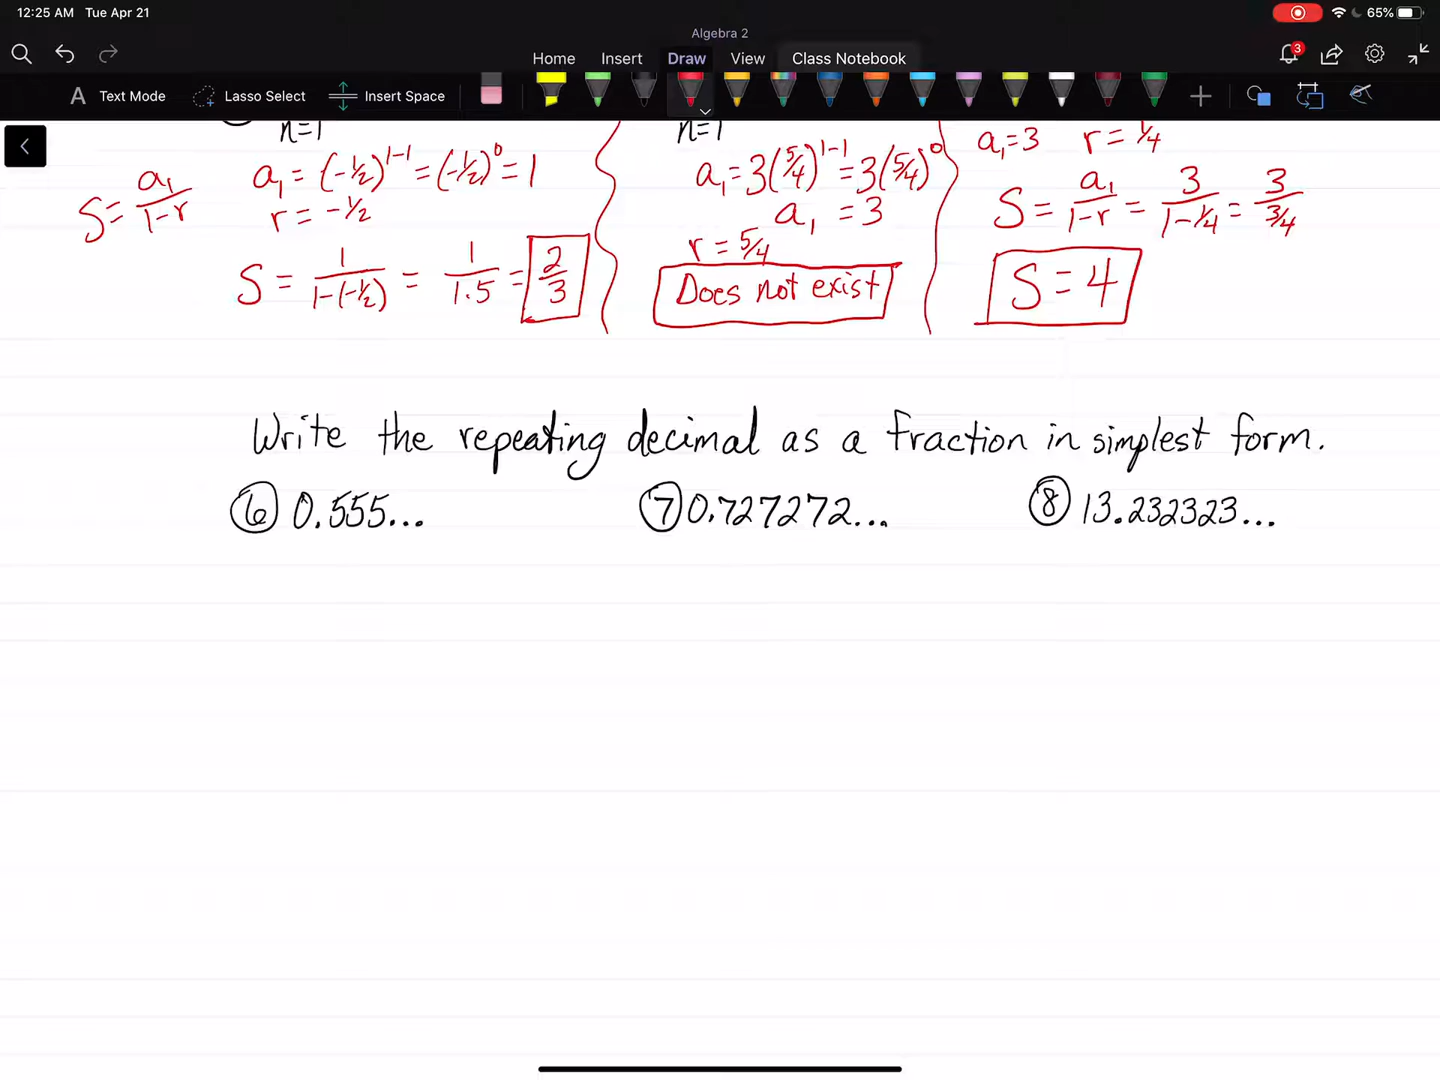 12:25 AM Tue Apr 21
65%
Algebra 2
Home Insert Draw View Class Notebook
3
A Text Mode Lasso Select Insert Space
n=1
n=1
a₁=3 r=1/4
S=a₁/1-r
a₁=(-1/2)¹⁻¹=(-1/2)⁰=1
r=-1/2
S=1/1-(-1/2)=1/1.5=2/3
a₁=3(5/4)¹⁻¹=3(5/4)⁰
a₁=3
r=5/4
Does not exist
S=a₁/1-r=3/1-1/4=3/3/4
S=4
Write the repeating decimal as a fraction in simplest form.
⑥ 0.555... ⑦ 0.727272... ⑧ 13.232323...